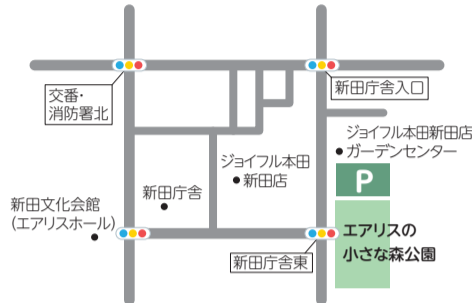 交番・
消防署北
新田庁舎入口
ジョイフル本田新田店
ガーデンセンター
P
ジョイフル本田
新田店
新田庁舎
新田文化会館
(エアリスホール)
エアリスの
小さな森公園
新田庁舎東